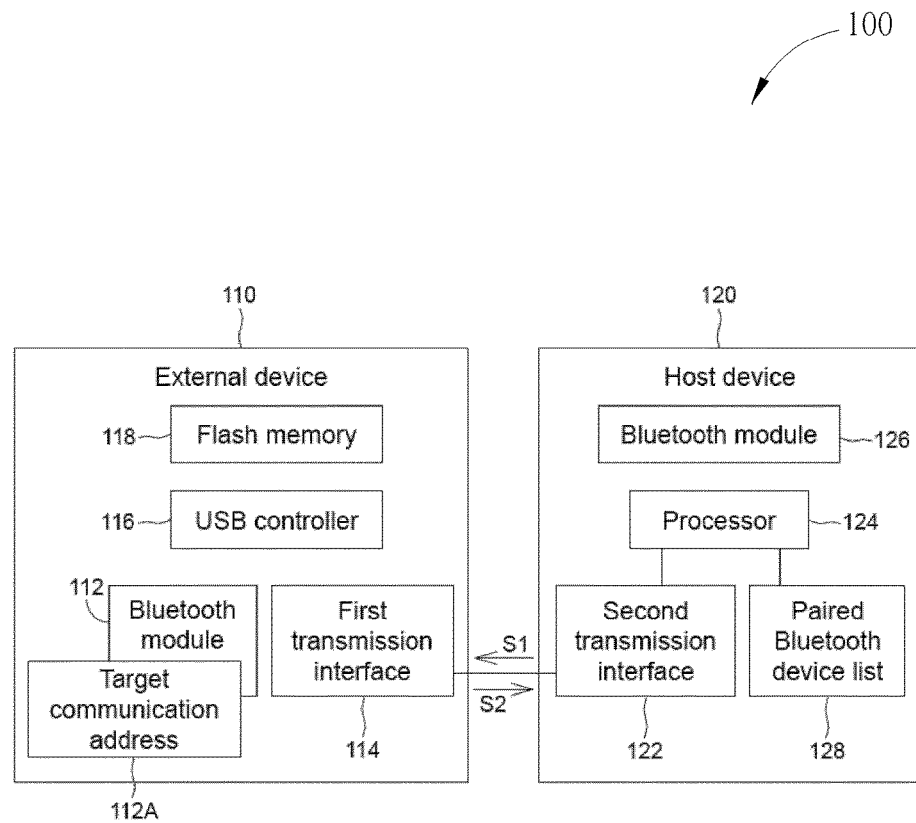 100
110
120
External device
118
Flash memory
116
USB controller
112
Bluetooth
module
Target
communication
address
112A
First
transmission
interface
114
S1
S2
Host device
Bluetooth module
126
Processor
124
Second
transmission
interface
122
Paired
Bluetooth
device list
128